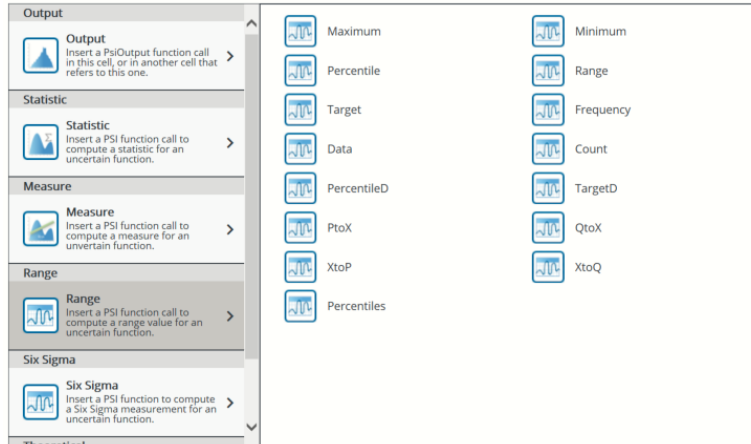 Output
Output
Insert a PsiOutput function call
in this cell, or in another cell that
refers to this one.
Statistic
Statistic
Insert a PSI function call to
compute a statistic for an
uncertain function.
Measure
Measure
Insert a PSI function call to
compute a measure for an
unvertain function.
Range
Range
Insert a PSI function call to
compute a range value for an
uncertain function.
Six Sigma
Six Sigma
Insert a PSI function to compute
a Six Sigma measurement for an
uncertain function.
Theoretical
Maximum
Minimum
Percentile
Range
Target
Frequency
Data
Count
PercentileD
TargetD
PtoX
QtoX
XtoP
XtoQ
Percentiles